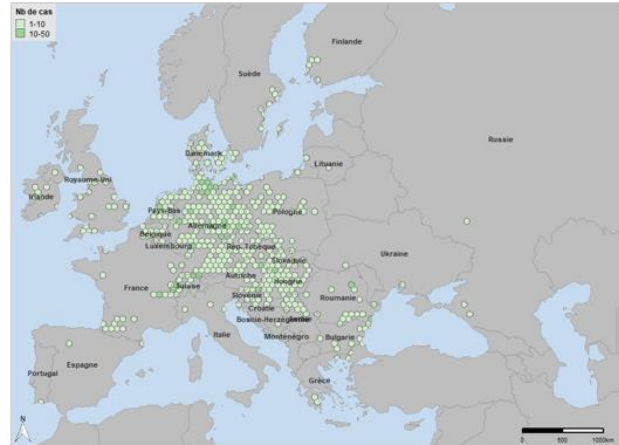 Nb de cas
1-10
10-50
Finlande
Suède
Russie
Danemark
Lituanie
Royaume-Uni
Irlande
Pays-Bas
Pologne
Belgique
Allemagne
Luxembourg
Rép. Tchèque
Ukraine
Slovaquie
Autriche
France
Suisse
Hongrie
Slovénie
Roumanie
Croatie
Bosnie-Herzégovine
Serbie
Italie
Monténégro
Bulgarie
Portugal
Espagne
Grèce
N
0 500 1000km